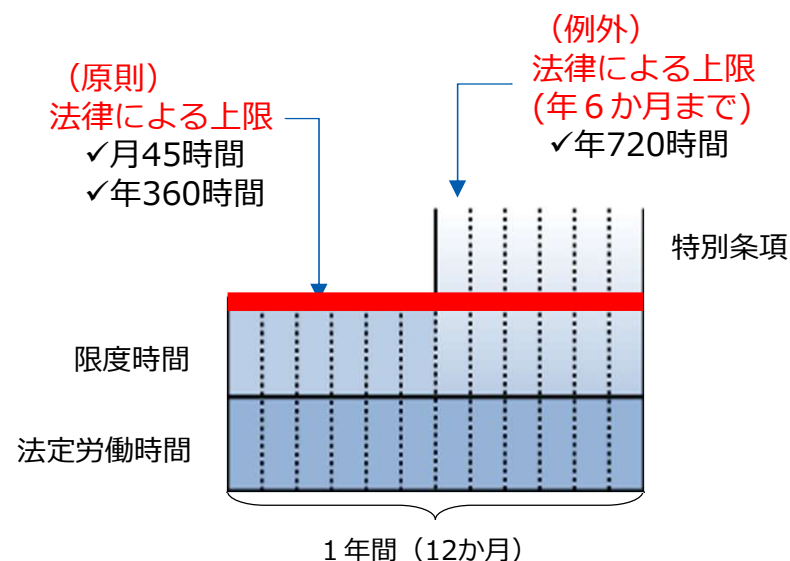 （原則）
法律による上限
✓月45時間
✓年360時間
（例外）
法律による上限
(年６か月まで)
✓年720時間
特別条項
限度時間
法定労働時間
１年間（12か月）